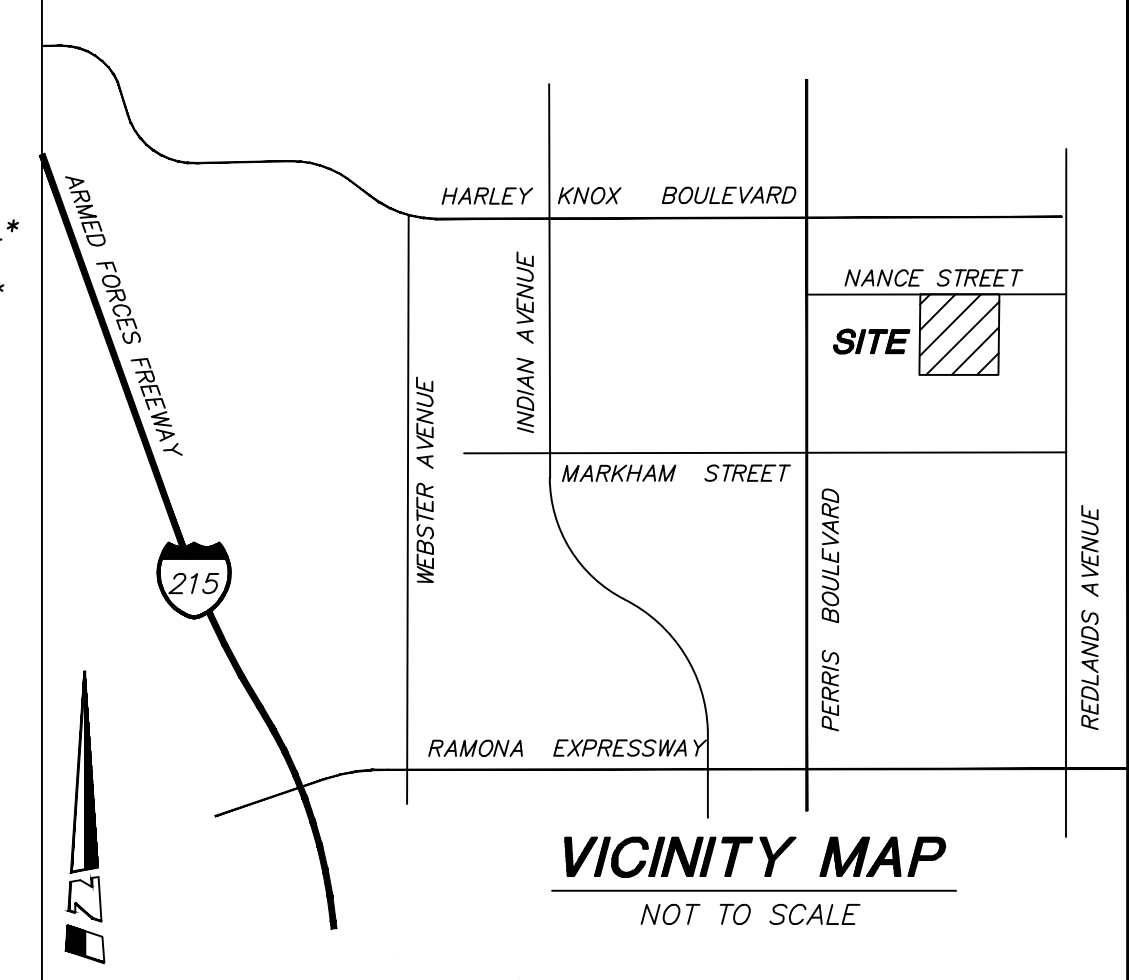 HARLEY KNOX BOULEVARD
ARMED FORCES FREEWAY
*
*
INDIAN AVENUE
NANCE STREET
SITE
WEBSTER AVENUE
MARKHAM STREET
PERRIS BOULEVARD
REDLANDS AVENUE
215
RAMONA EXPRESSWAY
VICINITY MAP
NOT TO SCALE
N